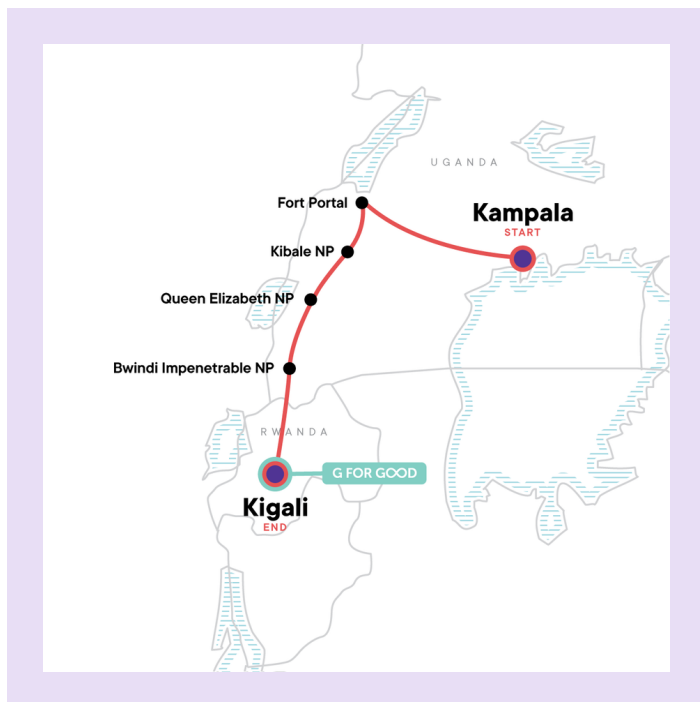 UGANDA
Fort Portal
Kampala
START
Kibale NP
Queen Elizabeth NP
Bwindi Impenetrable NP
RWANDA
G FOR GOOD
Kigali
END